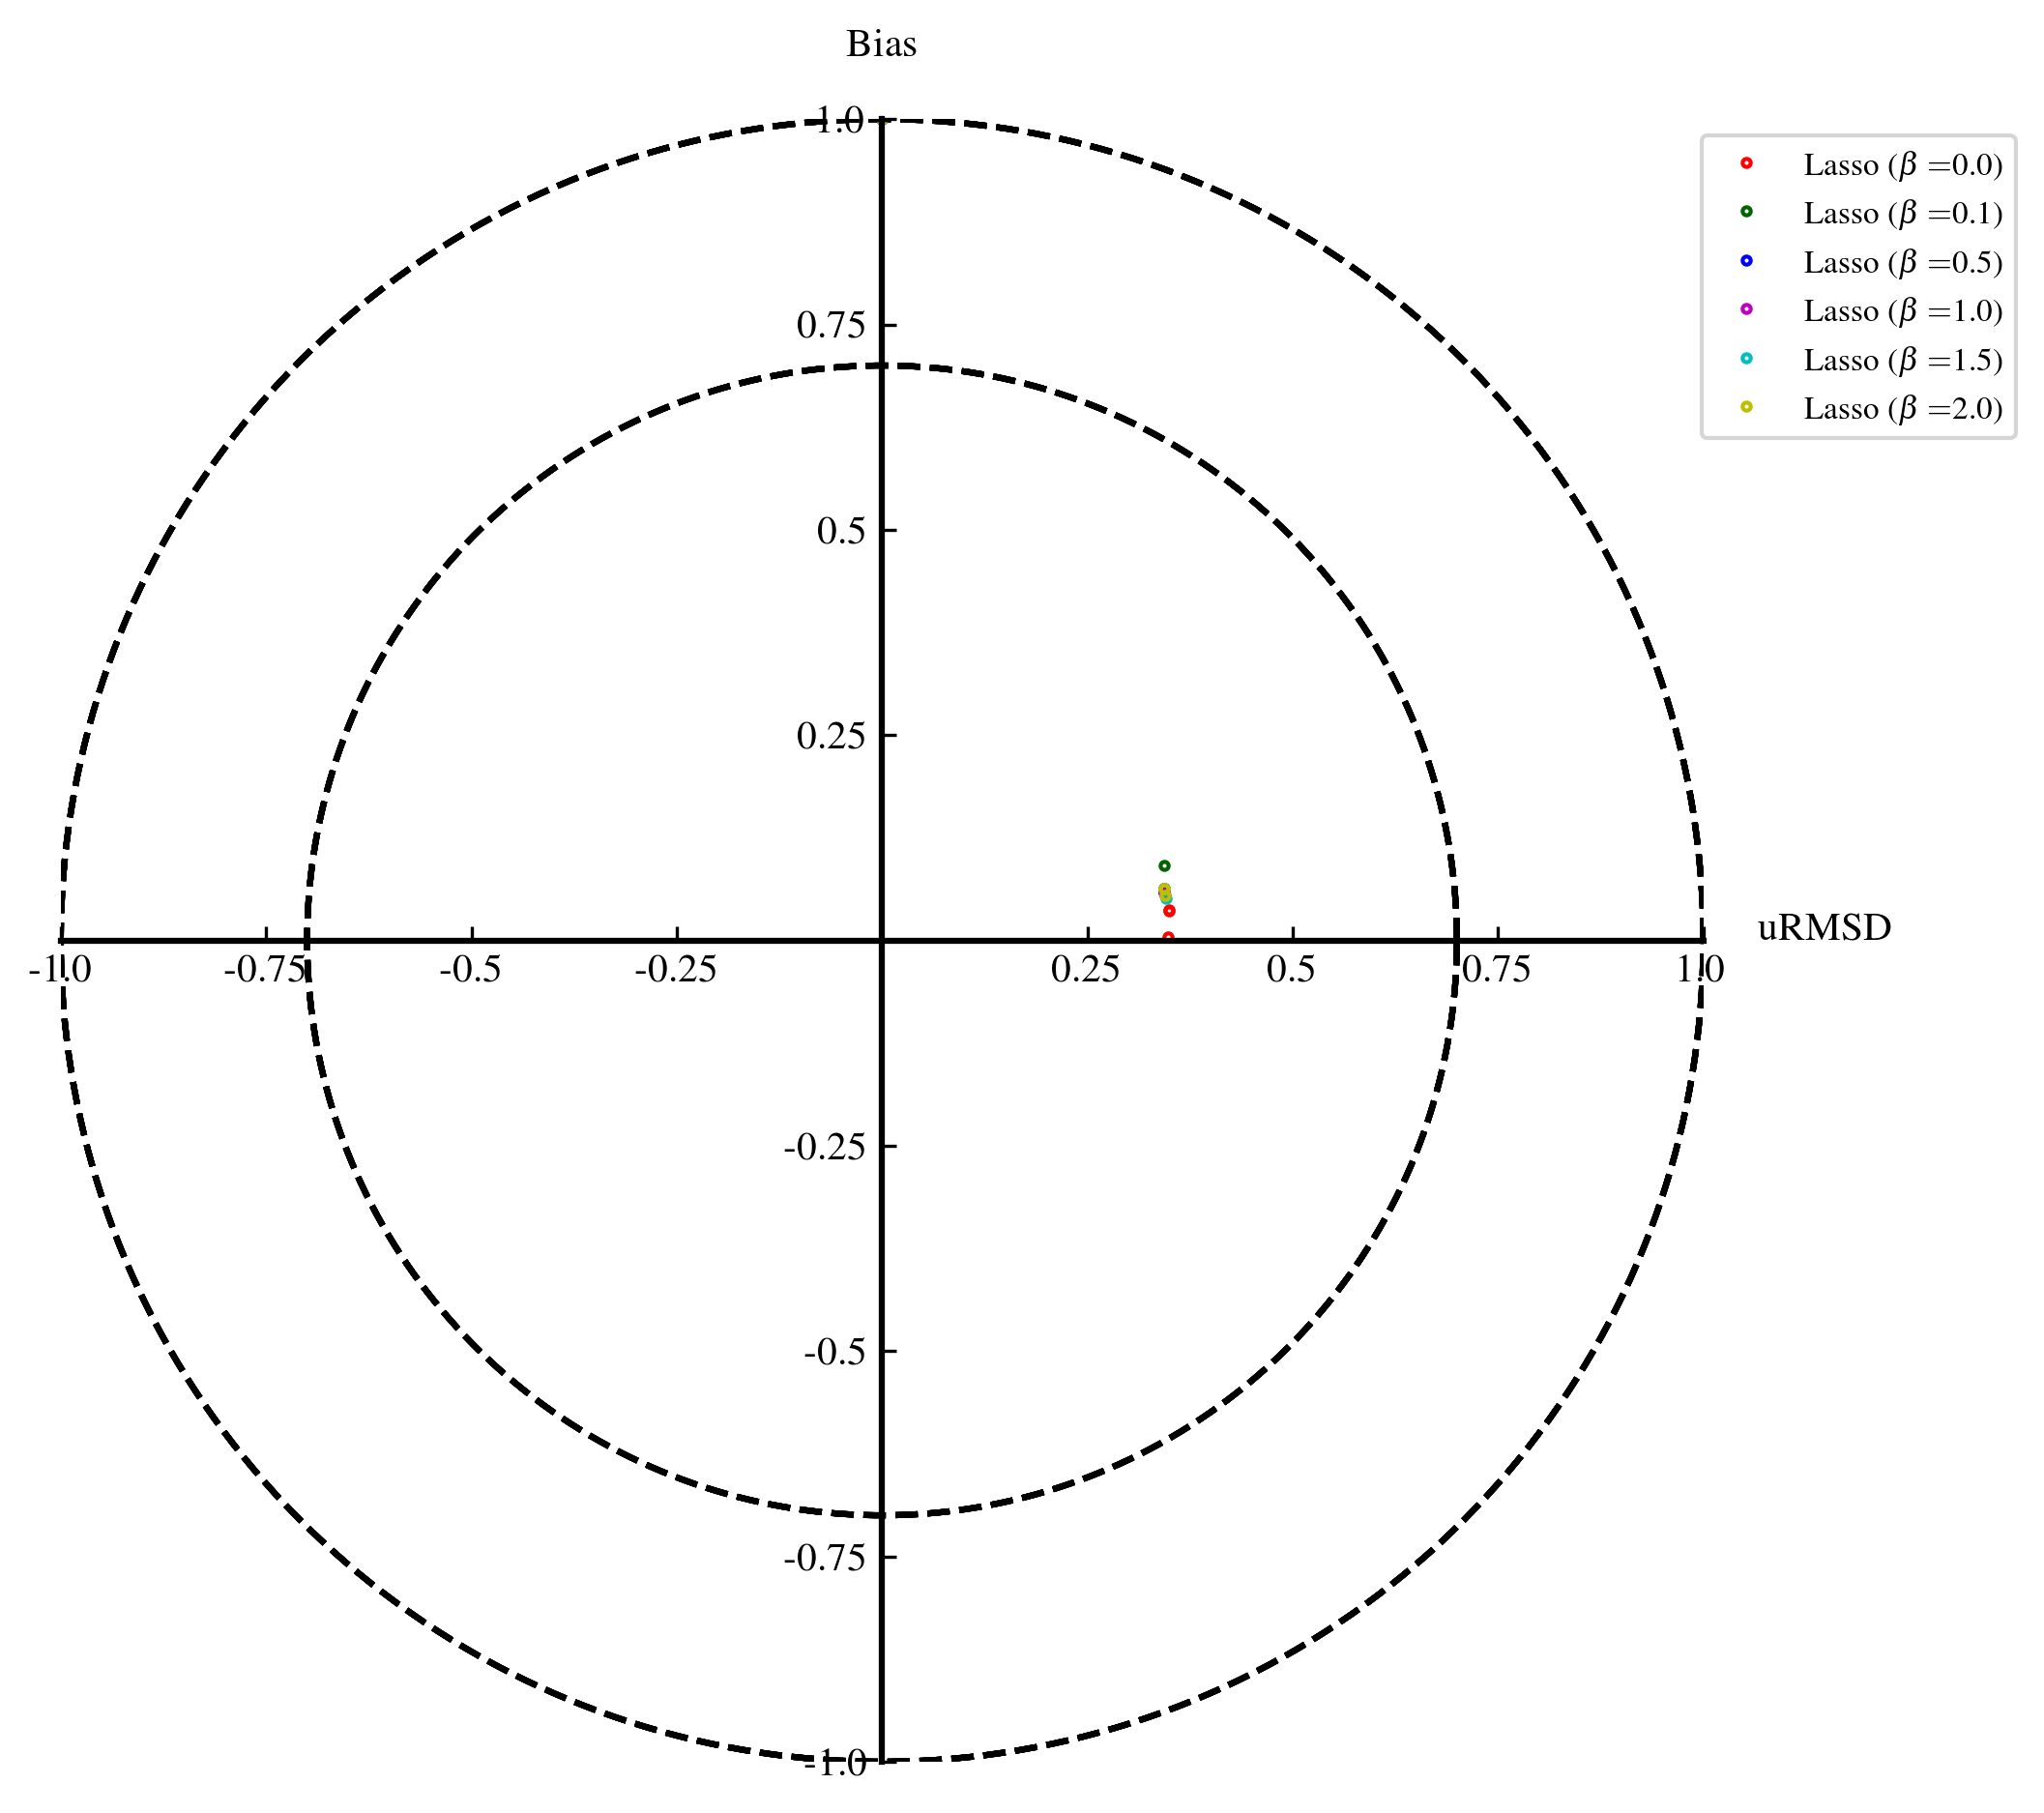 Bias
1.0
0.75
0.5
0.25
-0.25
-0.5
-0.75
-1.0
-1.0 -0.75 -0.5 -0.25 0.25 0.5 0.75 1.0
uRMSD
Lasso (β =0.0)
Lasso (β =0.1)
Lasso (β =0.5)
Lasso (β =1.0)
Lasso (β =1.5)
Lasso (β =2.0)